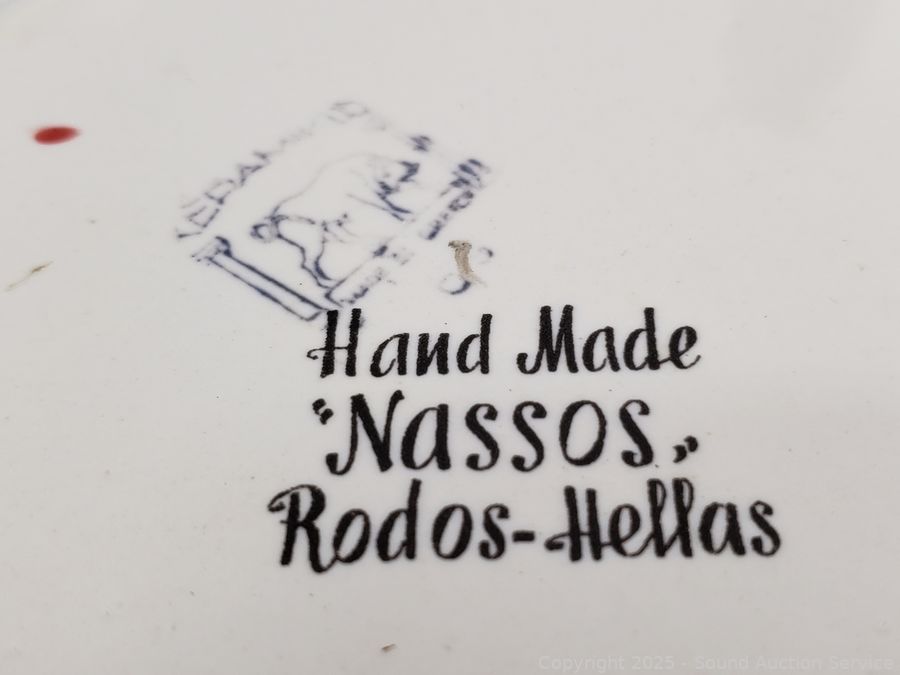 Hand Made
"Nassos„
Rodos-Hellas
Copyright 2025 - Sound Auction Service